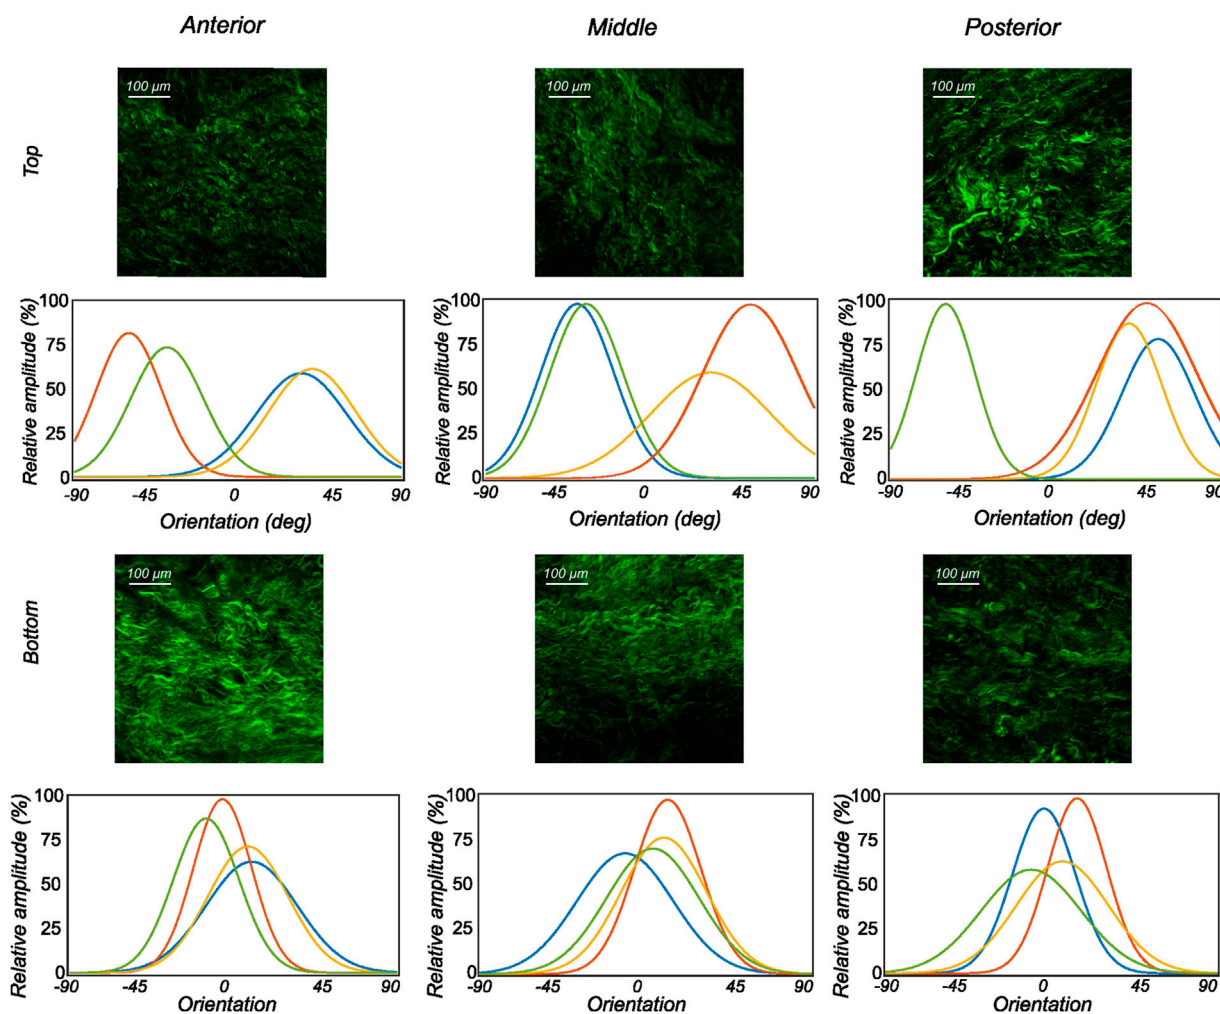 Anterior Middle Posterior
Top
100 µm 100 µm 100 µm
Relative amplitude (%) 100 75 50 25 0
-90 -45 0 45 90
Orientation (deg)
Relative amplitude (%) 100 75 50 25 0
-90 -45 0 45 90
Orientation (deg)
Relative amplitude (%) 100 75 50 25 0
-90 -45 0 45 90
Orientation (deg)
Bottom
100 µm 100 µm 100 µm
Relative amplitude (%) 100 75 50 25 0
-90 -45 0 45 90
Orientation
Relative amplitude (%) 100 75 50 25 0
-90 -45 0 45 90
Orientation
Relative amplitude (%) 100 75 50 25 0
-90 -45 0 45 90
Orientation